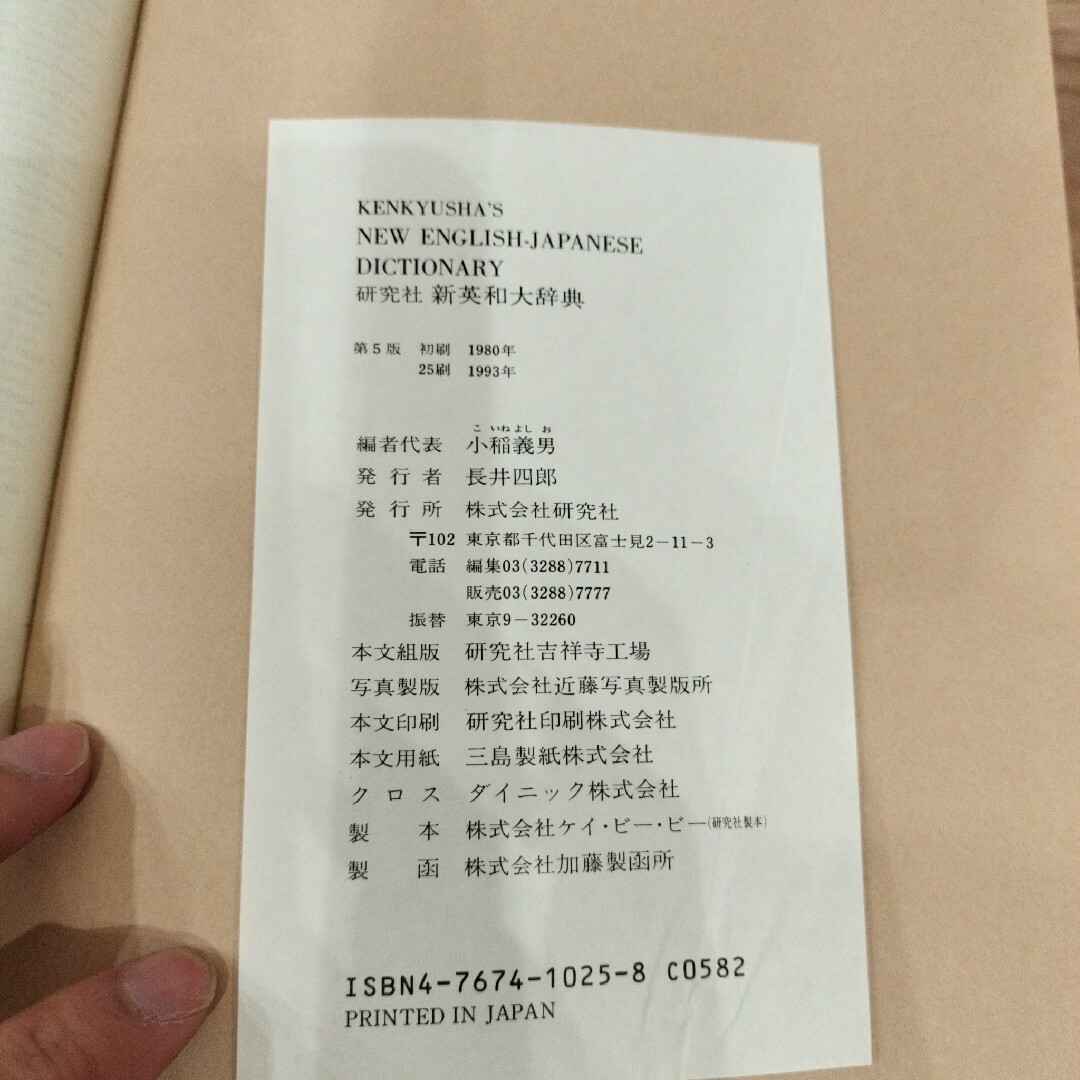 KENKYUSHA'S
NEW ENGLISH-JAPANESE
DICTIONARY
研究社 新英和大辞典
第5版 初刷 1980年
25刷 1993年
こ いね よし お
編者代表 小稲義男
発行者 長井四郎
発行所 株式会社研究社
〒102 東京都千代田区富士見2-11-3
電話 編集03(3288)7711
販売03(3288)7777
振替 東京9-32260
本文組版 研究社吉祥寺工場
写真製版 株式会社近藤写真製版所
本文印刷 研究社印刷株式会社
本文用紙 三島製紙株式会社
クロス ダイニック株式会社
製本 株式会社ケイ・ビー・ビー(研究社製本)
製函 株式会社加藤製函所
ISBN4-7674-1025-8 C0582
PRINTED IN JAPAN